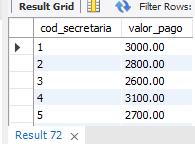 Result Grid Filter Rows:
cod_secretaria valor_pago
1 3000.00
2 2800.00
3 2600.00
4 3100.00
5 2700.00
Result 72 ×